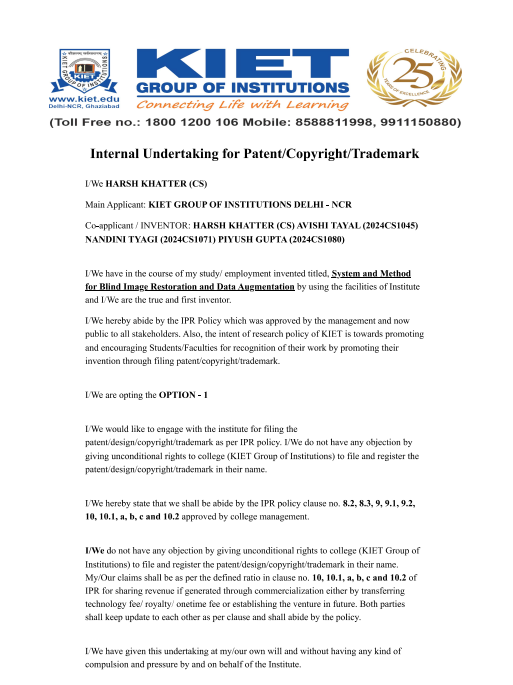 KIET GROUP OF INSTITUTIONS
KIET
www.kiet.edu
Delhi-NCR, Ghaziabad
KIET
GROUP OF INSTITUTIONS
Connecting Life with Learning
CELEBRATING
25
YEARS OF EXCELLENCE
(Toll Free no.: 1800 1200 106 Mobile: 8588811998, 9911150880)
Internal Undertaking for Patent/Copyright/Trademark
I/We HARSH KHATTER (CS)
Main Applicant: KIET GROUP OF INSTITUTIONS DELHI - NCR
Co-applicant / INVENTOR: HARSH KHATTER (CS) AVISHI TAYAL (2024CS1045)
NANDINI TYAGI (2024CS1071) PIYUSH GUPTA (2024CS1080)
I/We have in the course of my study/ employment invented titled, System and Method
for Blind Image Restoration and Data Augmentation by using the facilities of Institute
and I/We are the true and first inventor.
I/We hereby abide by the IPR Policy which was approved by the management and now
public to all stakeholders. Also, the intent of research policy of KIET is towards promoting
and encouraging Students/Faculties for recognition of their work by promoting their
invention through filing patent/copyright/trademark.
I/We are opting the OPTION - 1
I/We would like to engage with the institute for filing the
patent/design/copyright/trademark as per IPR policy. I/We do not have any objection by
giving unconditional rights to college (KIET Group of Institutions) to file and register the
patent/design/copyright/trademark in their name.
I/We hereby state that we shall be abide by the IPR policy clause no. 8.2, 8.3, 9, 9.1, 9.2,
10, 10.1, a, b, c and 10.2 approved by college management.
I/We do not have any objection by giving unconditional rights to college (KIET Group of
Institutions) to file and register the patent/design/copyright/trademark in their name.
My/Our claims shall be as per the defined ratio in clause no. 10, 10.1, a, b, c and 10.2 of
IPR for sharing revenue if generated through commercialization either by transferring
technology fee/ royalty/ onetime fee or establishing the venture in future. Both parties
shall keep update to each other as per clause and shall abide by the policy.
I/We have given this undertaking at my/our own will and without having any kind of
compulsion and pressure by and on behalf of the Institute.